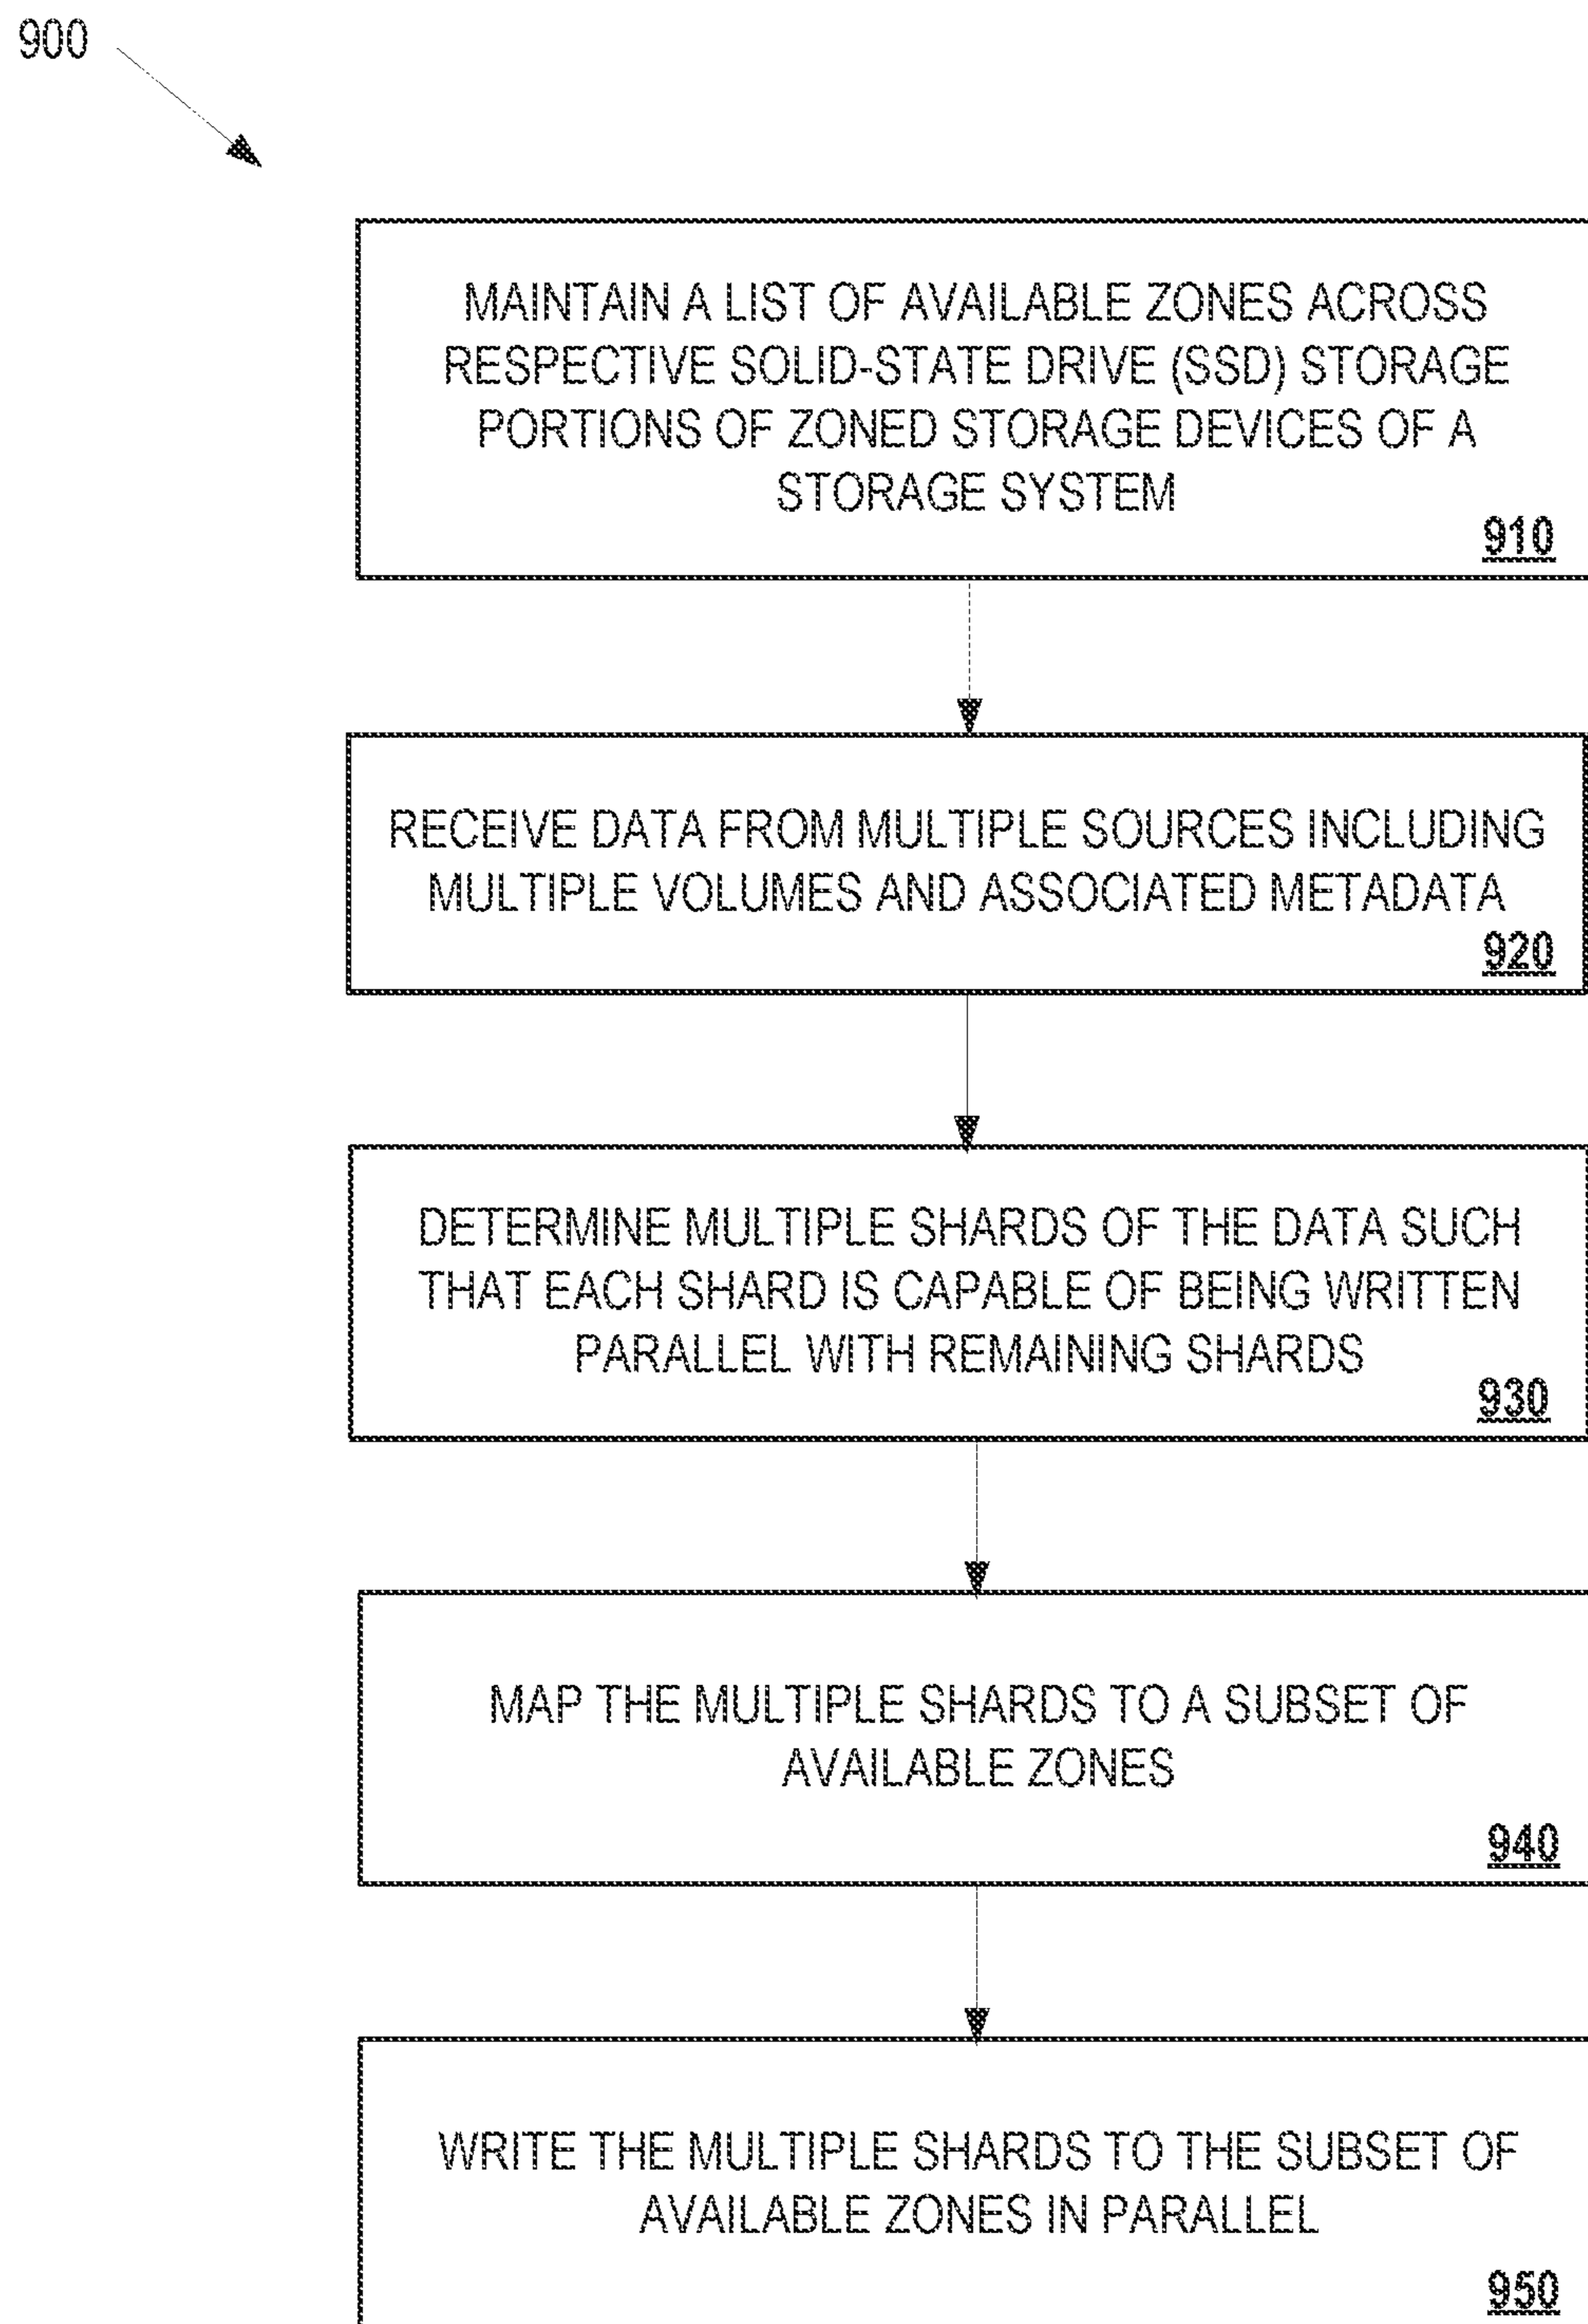 900
MAINTAIN A LIST OF AVAILABLE ZONES ACROSS
RESPECTIVE SOLID-STATE DRIVE (SSD) STORAGE
PORTIONS OF ZONED STORAGE DEVICES OF A
STORAGE SYSTEM
910
RECEIVE DATA FROM MULTIPLE SOURCES INCLUDING
MULTIPLE VOLUMES AND ASSOCIATED METADATA
920
DETERMINE MULTIPLE SHARDS OF THE DATA SUCH
THAT EACH SHARD IS CAPABLE OF BEING WRITTEN
PARALLEL WITH REMAINING SHARDS
930
MAP THE MULTIPLE SHARDS TO A SUBSET OF
AVAILABLE ZONES
940
WRITE THE MULTIPLE SHARDS TO THE SUBSET OF
AVAILABLE ZONES IN PARALLEL
950